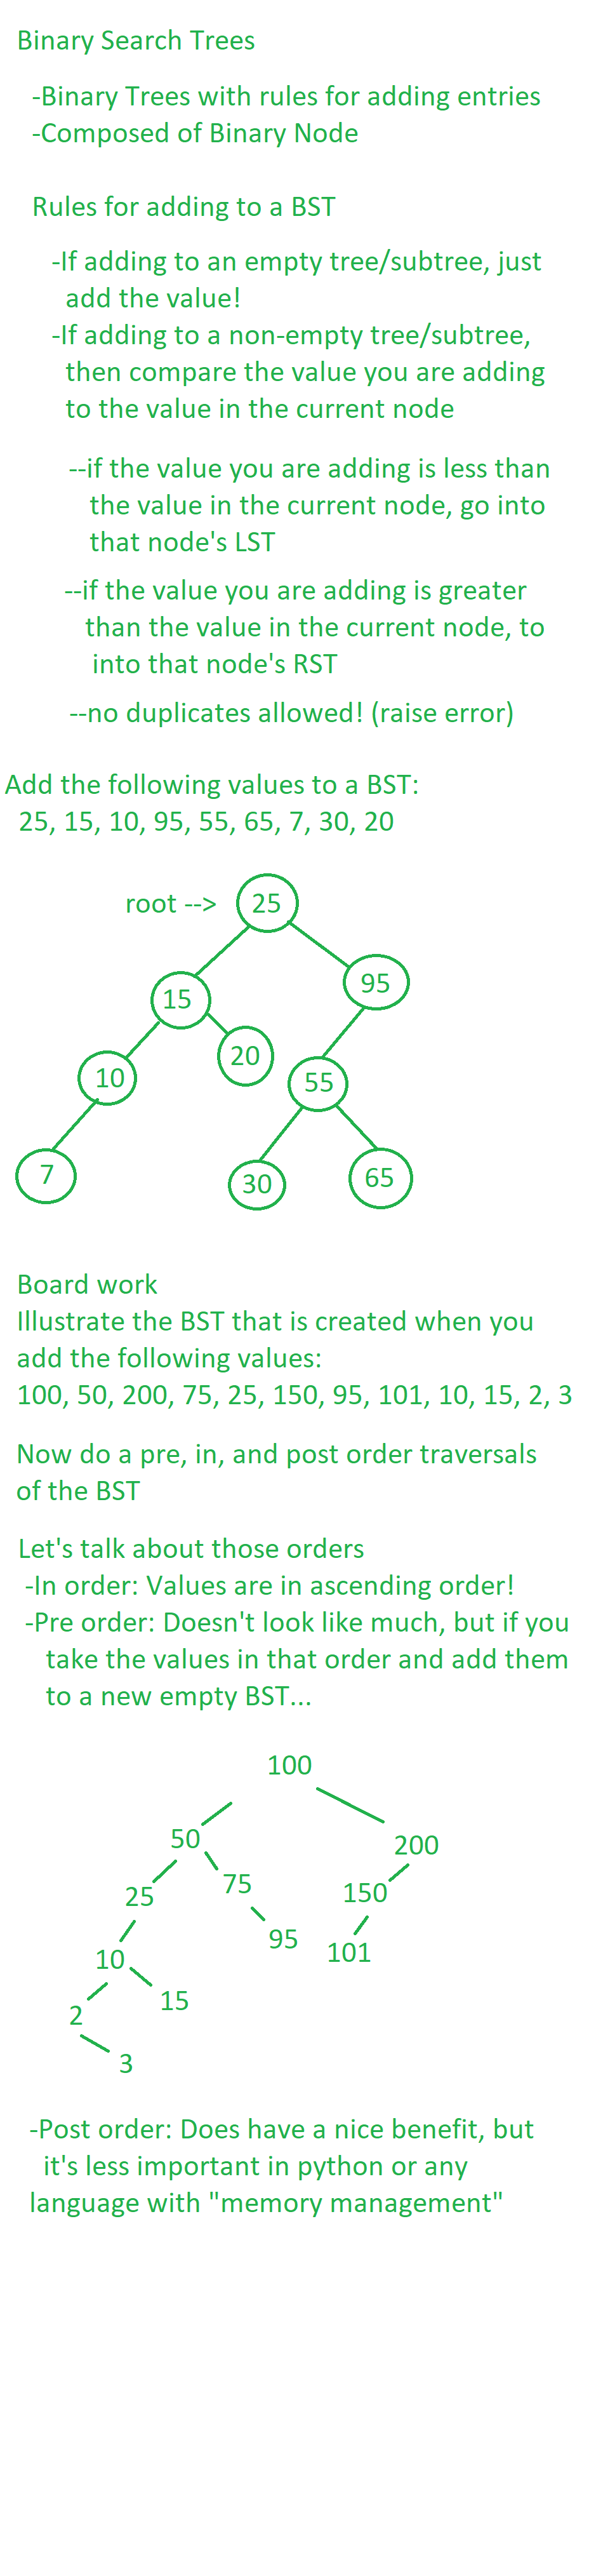 Binary Search Trees
-Binary Trees with rules for adding entries
-Composed of Binary Node
Rules for adding to a BST
-If adding to an empty tree/subtree, just
add the value!
-If adding to a non-empty tree/subtree,
then compare the value you are adding
to the value in the current node
--if the value you are adding is less than
the value in the current node, go into
that node's LST
--if the value you are adding is greater
than the value in the current node, to
into that node's RST
--no duplicates allowed! (raise error)
Add the following values to a BST:
25, 15, 10, 95, 55, 65, 7, 30, 20
root --> 25
15 95
20
10 55
7 30 65
Board work
Illustrate the BST that is created when you
add the following values:
100, 50, 200, 75, 25, 150, 95, 101, 10, 15, 2, 3
Now do a pre, in, and post order traversals
of the BST
Let's talk about those orders
-In order: Values are in ascending order!
-Pre order: Doesn't look like much, but if you
take the values in that order and add them
to a new empty BST...
100
50 200
25 75 150
95 101
10
2 15
3
-Post order: Does have a nice benefit, but
it's less important in python or any
language with "memory management"